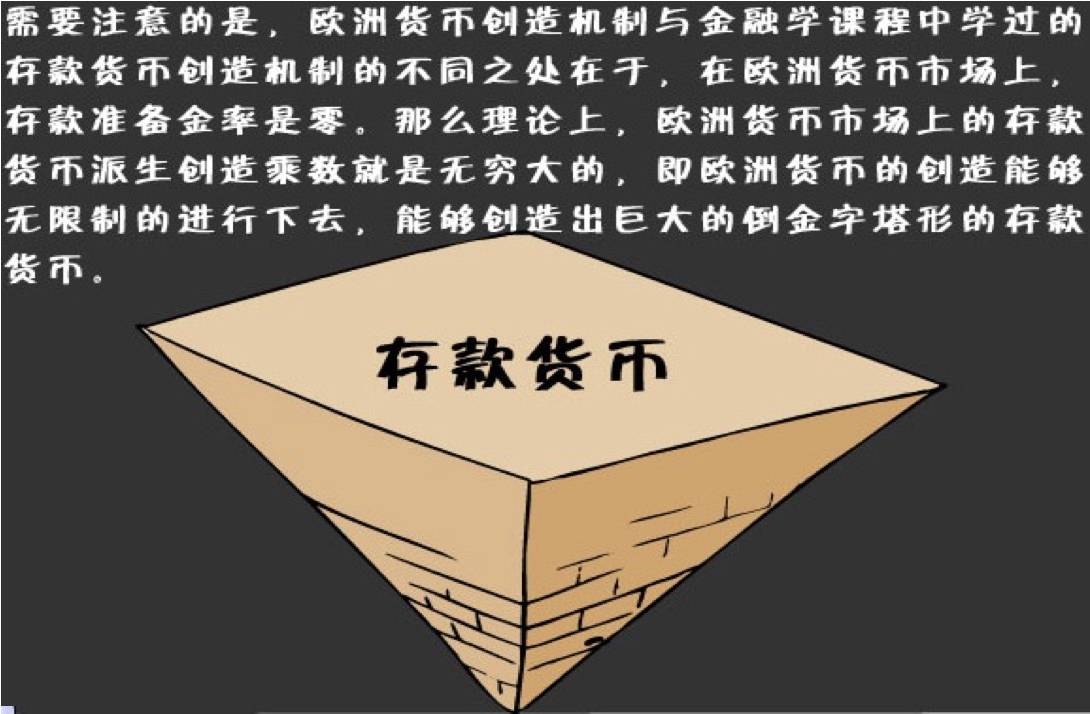 需要注意的是，欧洲货币创造机制与金融学课程中学过的
存款货币创造机制的不同之处在于，在欧洲货币市场上，
存款准备金率是零。那么理论上，欧洲货币市场上的存款
货币派生创造乘数就是无穷大的，即欧洲货币的创造能够
无限制的进行下去，能够创造出巨大的倒金字塔形的存款
货币。
存款货币